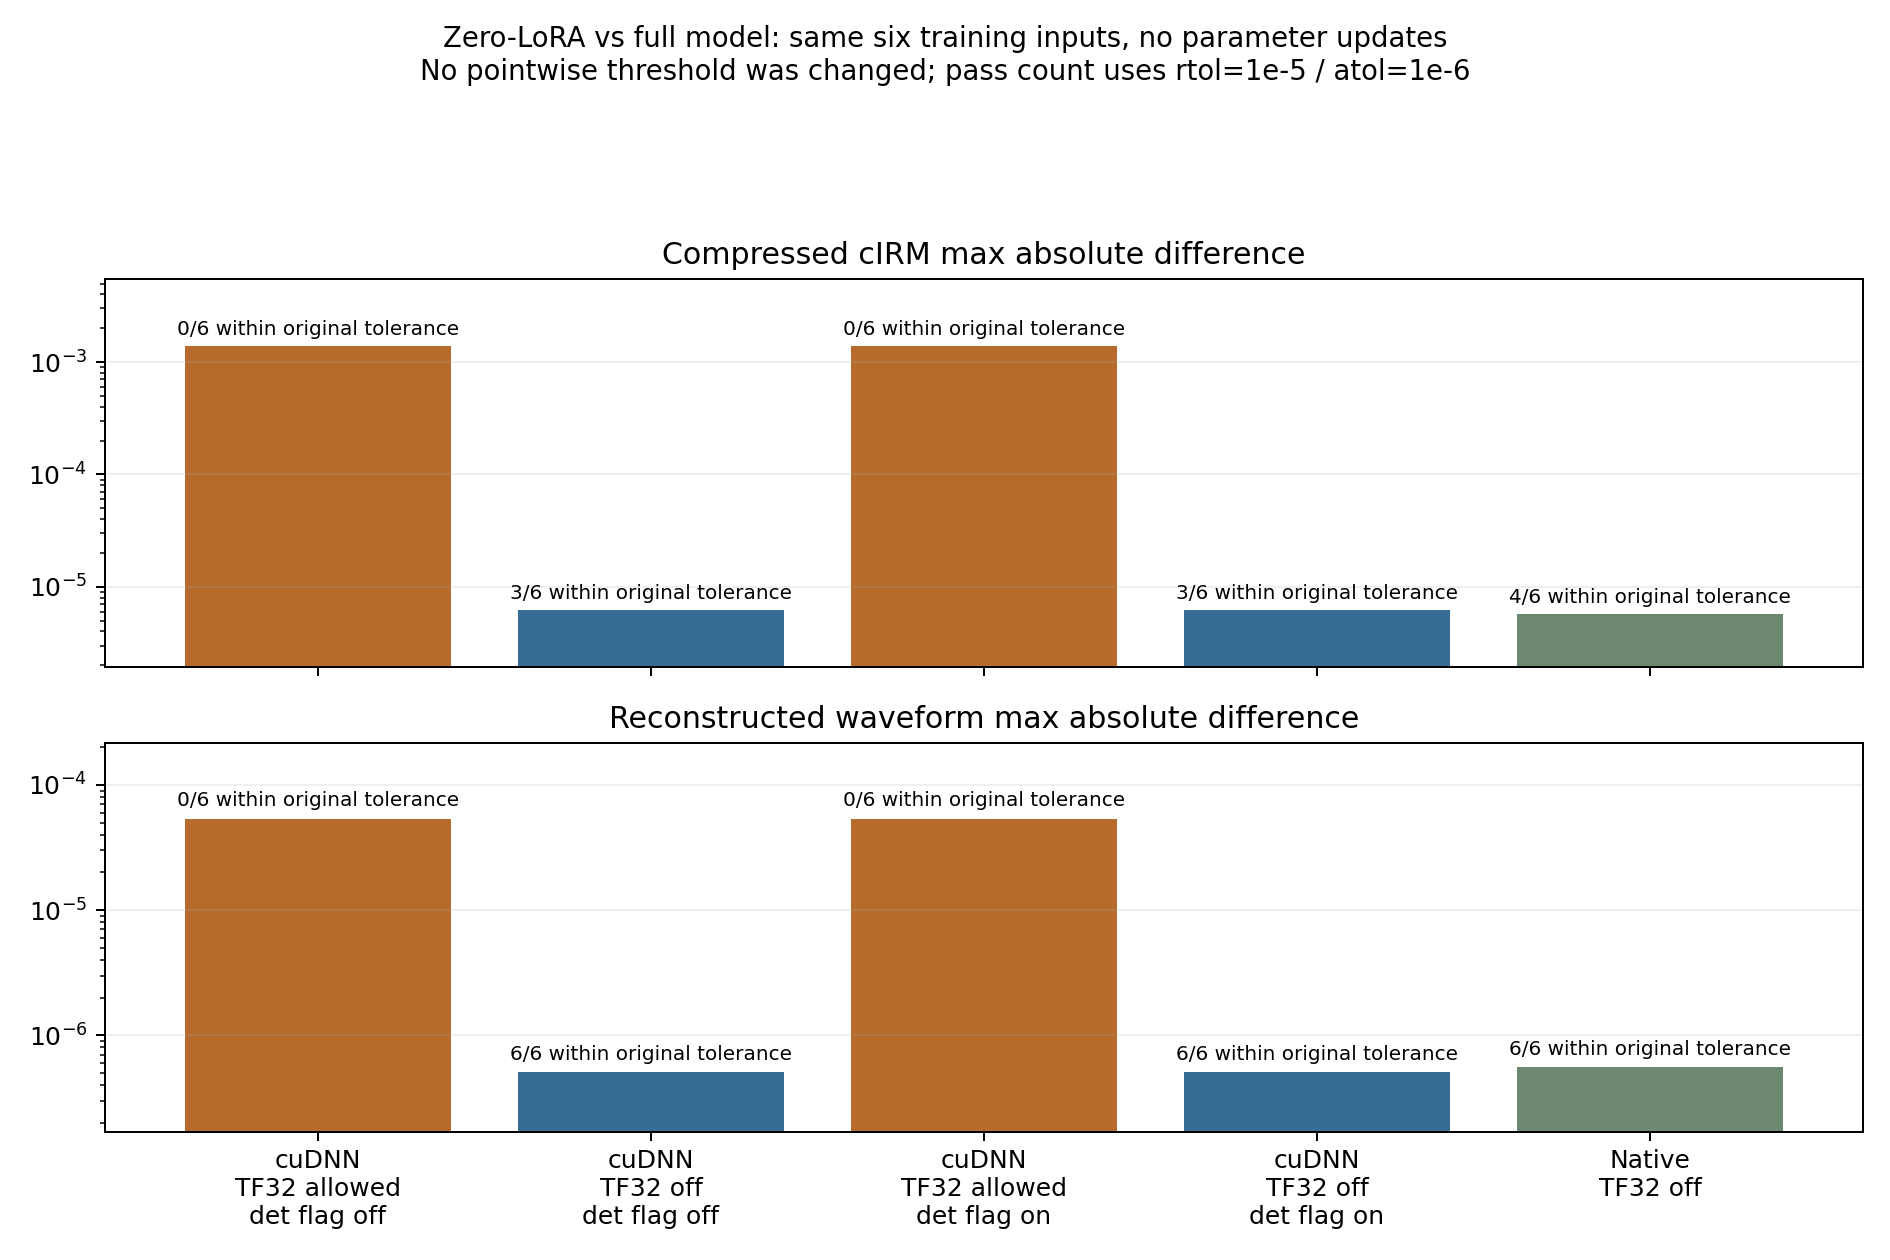 Zero-LoRA vs full model: same six training inputs, no parameter updates
No pointwise threshold was changed; pass count uses rtol=1e-5 / atol=1e-6
Compressed cIRM max absolute difference
0/6 within original tolerance
3/6 within original tolerance
0/6 within original tolerance
3/6 within original tolerance
4/6 within original tolerance
10⁻³
10⁻⁴
10⁻⁵
Reconstructed waveform max absolute difference
0/6 within original tolerance
6/6 within original tolerance
0/6 within original tolerance
6/6 within original tolerance
6/6 within original tolerance
10⁻⁴
10⁻⁵
10⁻⁶
cuDNN
TF32 allowed
det flag off
cuDNN
TF32 off
det flag off
cuDNN
TF32 allowed
det flag on
cuDNN
TF32 off
det flag on
Native
TF32 off